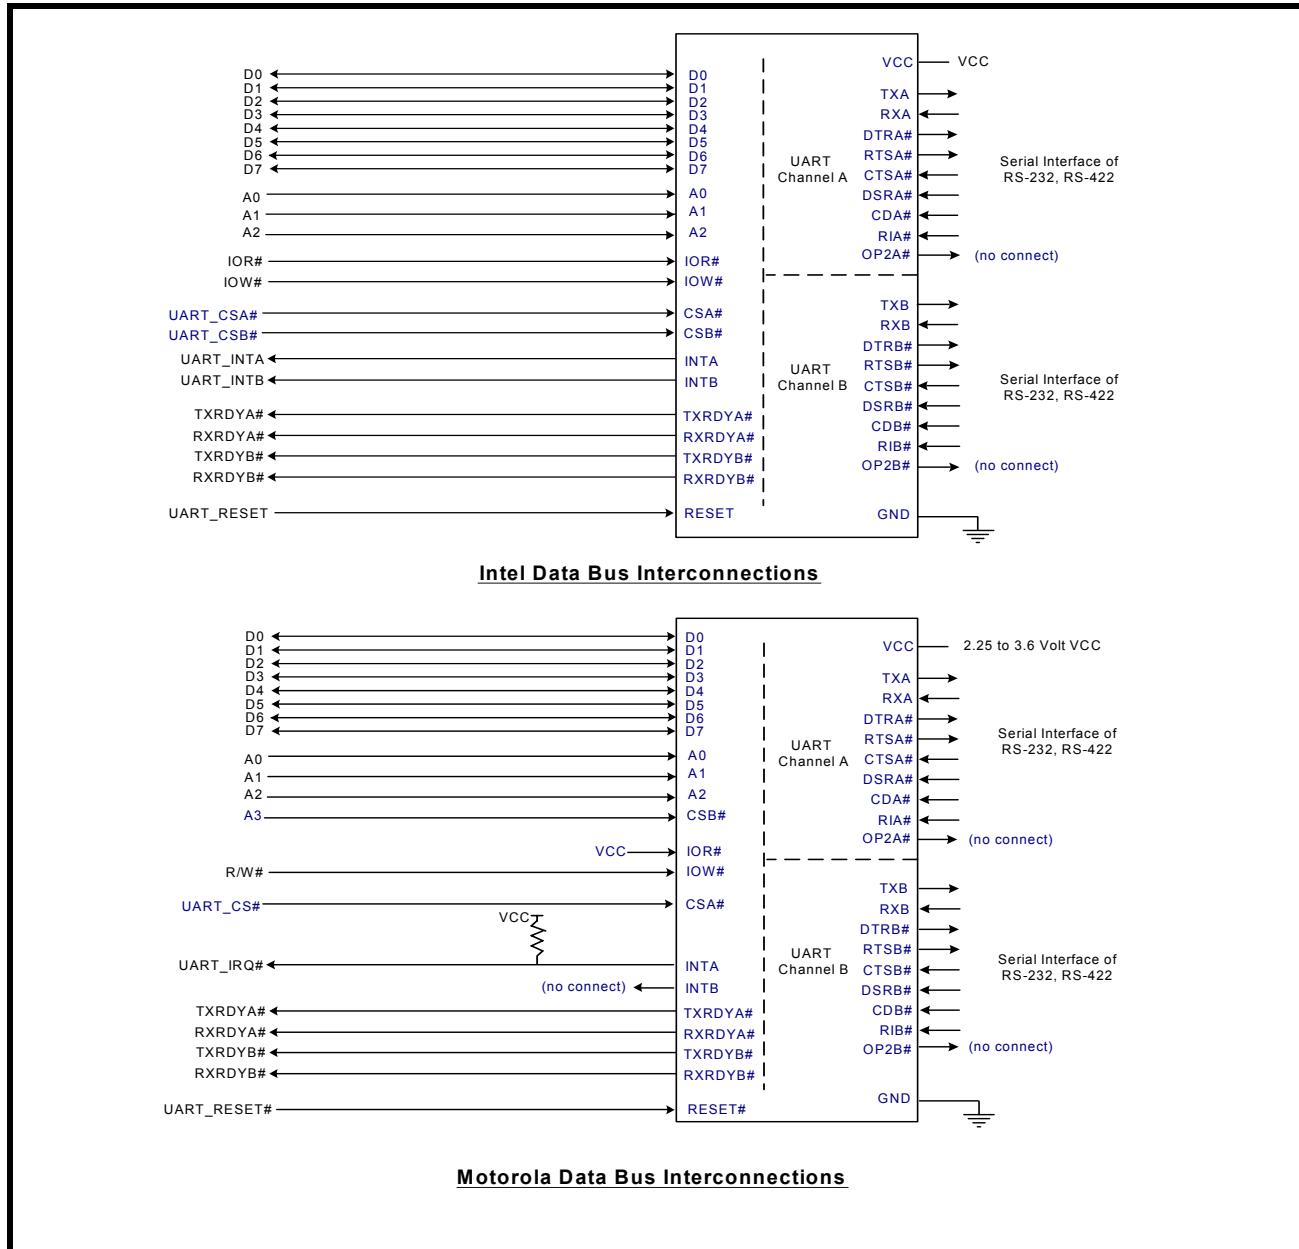 D0 D0
D1 D1
D2 D2
D3 D3
D4 D4
D5 D5
D6 D6
D7 D7
A0 A0
A1 A1
A2 A2
IOR# IOR#
IOW# IOW#
UART_CSA# CSA#
UART_CSB# CSB#
UART_INTA INTA
UART_INTB INTB
TXRDYA# TXRDYA#
RXRDYA# RXRDYA#
TXRDYB# TXRDYB#
RXRDYB# RXRDYB#
UART_RESET RESET
UART
Channel A
UART
Channel B
VCC VCC
TXA
RXA
DTRA#
RTSA#
CTSA#
DSRA#
CDA#
RIA#
OP2A# (no connect)
Serial Interface of
RS-232, RS-422
TXB
RXB
DTRB#
RTSB#
CTSB#
DSRB#
CDB#
RIB#
OP2B# (no connect)
Serial Interface of
RS-232, RS-422
GND
Intel Data Bus Interconnections
D0 D0
D1 D1
D2 D2
D3 D3
D4 D4
D5 D5
D6 D6
D7 D7
A0 A0
A1 A1
A2 A2
A3 CSB#
VCC IOR#
R/W# IOW#
UART_CS# CSA#
VCC
UART_IRQ# INTA
(no connect) INTB
TXRDYA# TXRDYA#
RXRDYA# RXRDYA#
TXRDYB# TXRDYB#
RXRDYB# RXRDYB#
UART_RESET# RESET#
UART
Channel A
UART
Channel B
VCC 2.25 to 3.6 Volt VCC
TXA
RXA
DTRA#
RTSA#
CTSA#
DSRA#
CDA#
RIA#
OP2A# (no connect)
Serial Interface of
RS-232, RS-422
TXB
RXB
DTRB#
RTSB#
CTSB#
DSRB#
CDB#
RIB#
OP2B# (no connect)
Serial Interface of
RS-232, RS-422
GND
Motorola Data Bus Interconnections